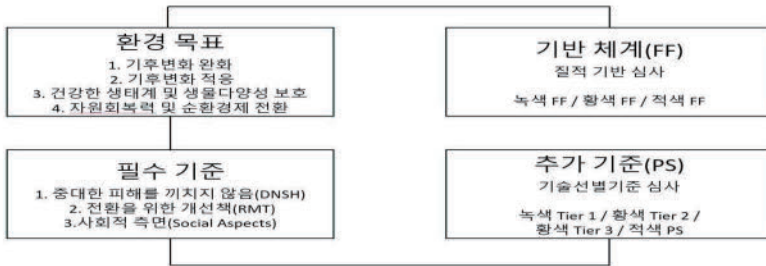 환경 목표
1. 기후변화 완화
2. 기후변화 적응
3. 건강한 생태계 및 생물다양성 보호
4. 자원회복력 및 순환경제 전환
기반 체계(FF)
질적 기반 심사
녹색 FF / 황색 FF / 적색 FF
필수 기준
1. 중대한 피해를 끼치지 않음(DNSH)
2. 전환을 위한 개선책(RMT)
3.사회적 측면(Social Aspects)
추가 기준(PS)
기술선별기준 심사
녹색 Tier 1 / 황색 Tier 2 /
황색 Tier 3 / 적색 PS